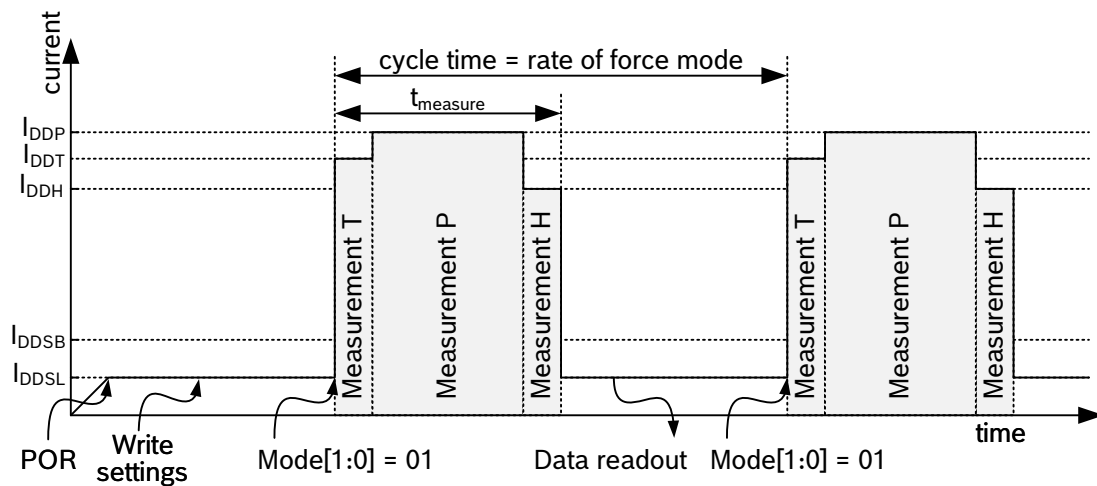 current
cycle time = rate of force mode
tmeasure
IDDP
IDDT
IDDH
IDDSB
IDDSL
Measurement T
Measurement P
Measurement H
Measurement T
Measurement P
Measurement H
time
POR
Write
settings
Mode[1:0] = 01
Data readout
Mode[1:0] = 01